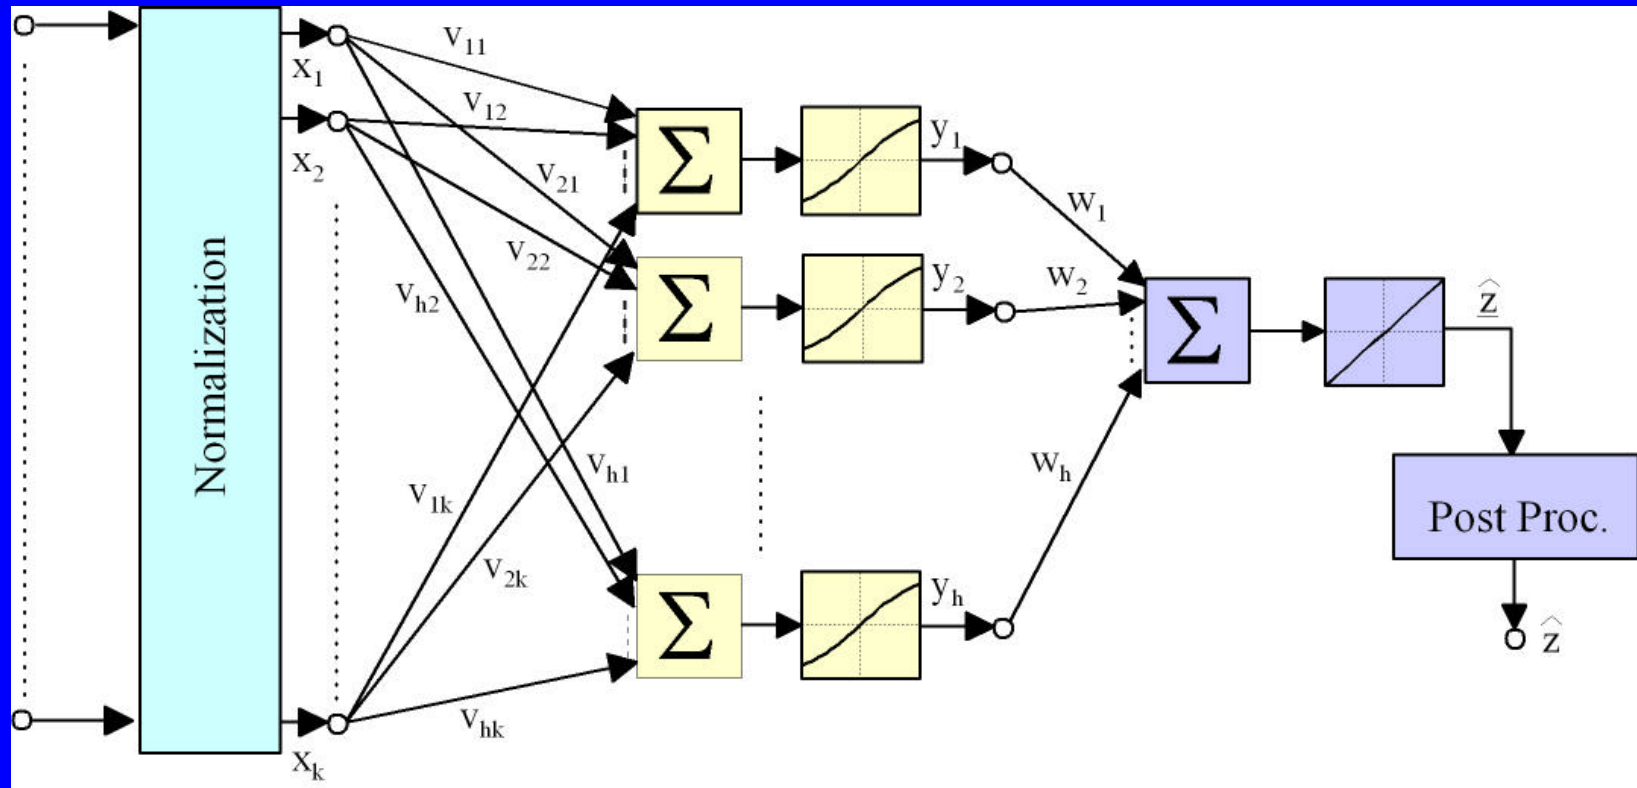 Normalization
x₁
x₂
xₖ
v₁₁
v₁₂
v₂₁
v₂₂
vₕ₂
vₕ₁
v₁ₖ
v₂ₖ
vₕₖ
Σ
Σ
Σ
y₁
y₂
yₕ
w₁
w₂
wₕ
Σ
ẑ̲
Post Proc.
ẑ